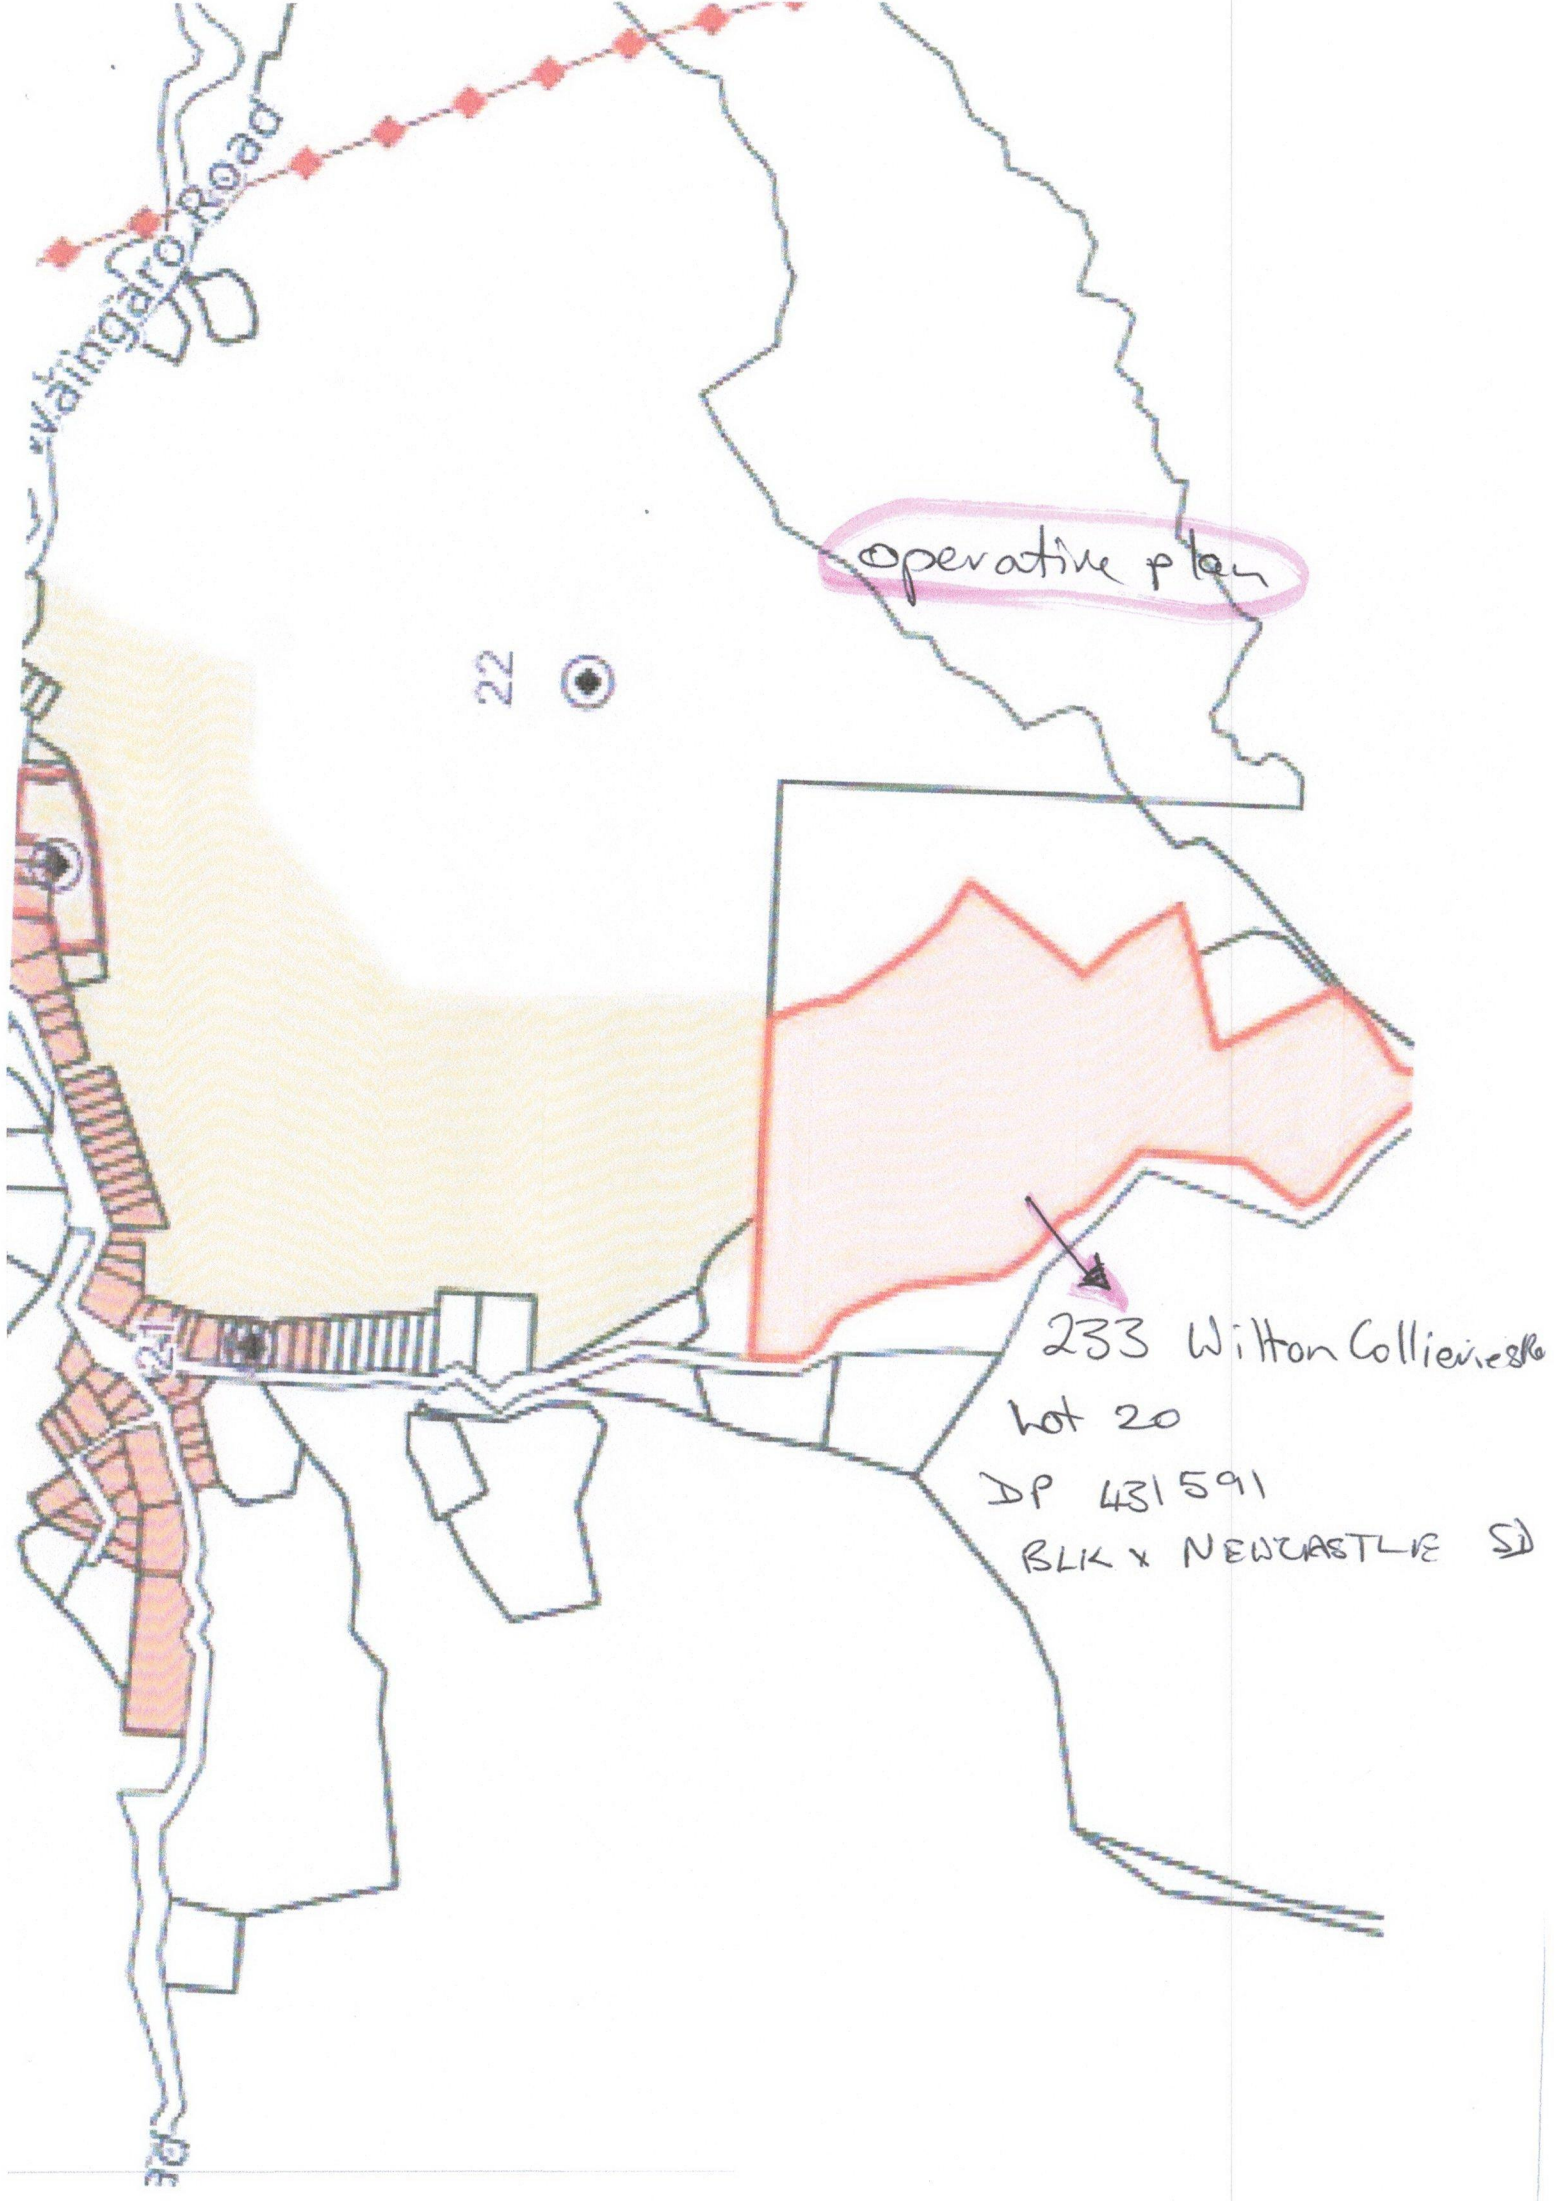 Waingaro Road
operative plan
22
21
233 Wilton Collieries Rd
Lot 20
DP 431591
BLK X NEWCASTLE SD